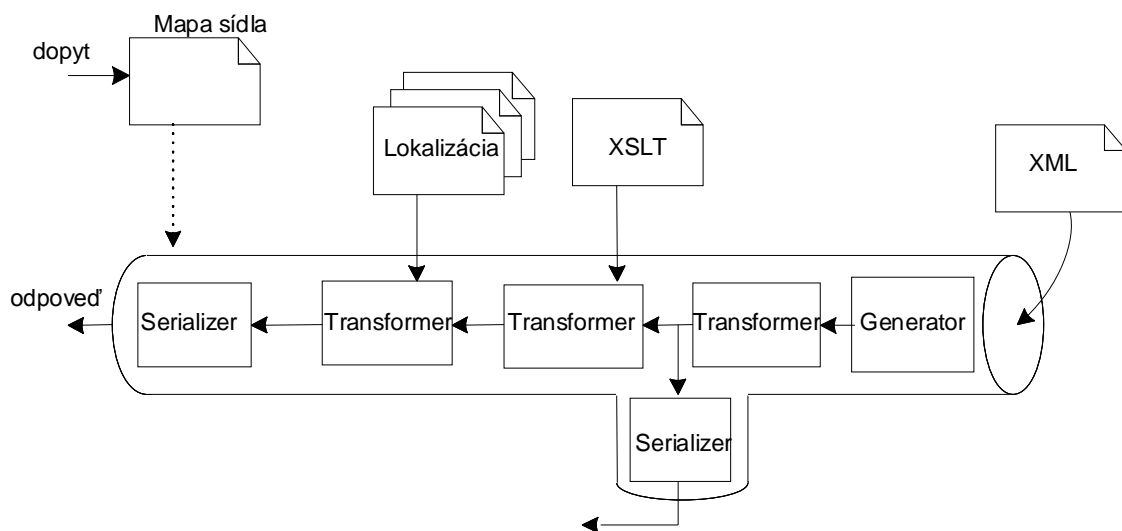 Mapa sídla
dopyt
Lokalizácia
XSLT
XML
odpoveď
Serializer
Transformer
Transformer
Transformer
Generator
Serializer